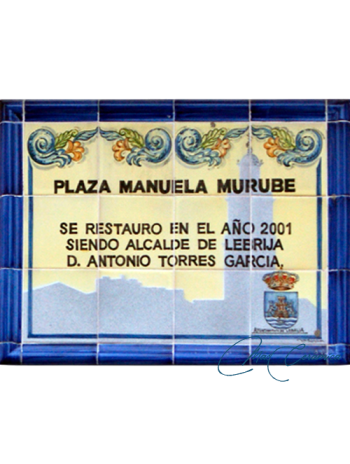 PLAZA MANUELA MURUBE
SE RESTAURO EN EL AÑO 2001
SIENDO ALCALDE DE LEBRIJA
D. ANTONIO TORRES GARCIA,